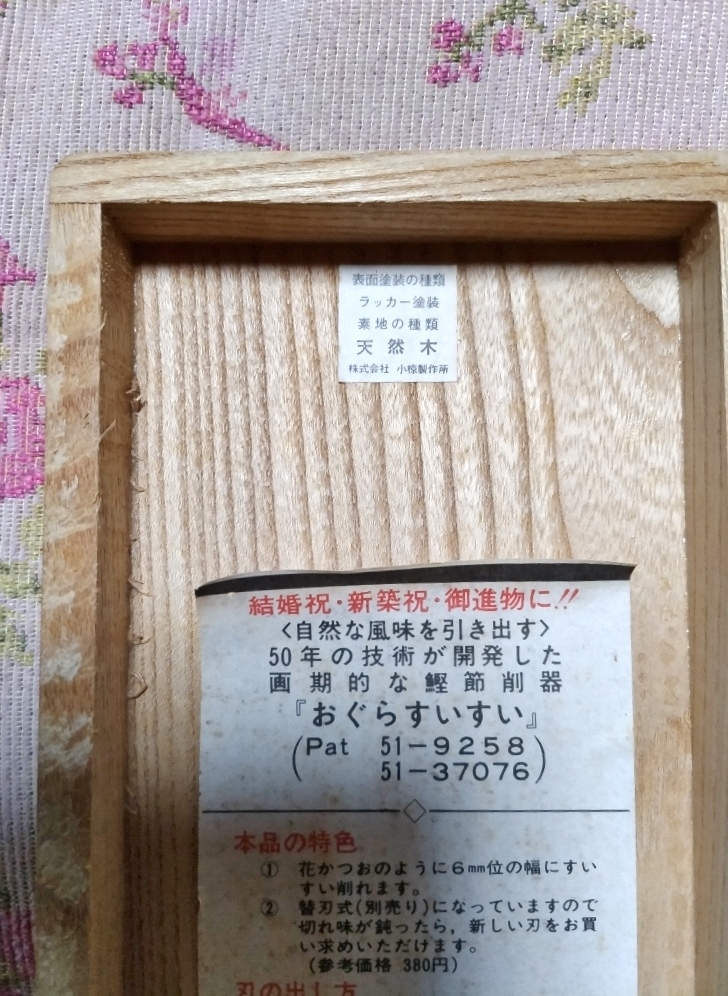 表面塗装の種類
ラッカー塗装
素地の種類
天然木
株式会社 小椋製作所
結婚祝・新築祝・御進物に!!
〈自然な風味を引き出す〉
50年の技術が開発した
画期的な鰹節削器
『おぐらすいすい』
(Pat 51-9258
51-37076)
本品の特色
① 花かつおのように6mm位の幅にすい
すい削れます。
② 替刃式(別売り)になっていますので
切れ味が鈍ったら,新しい刃をお買
い求めいただけます。
(参考価格 380円)
刃の出し方